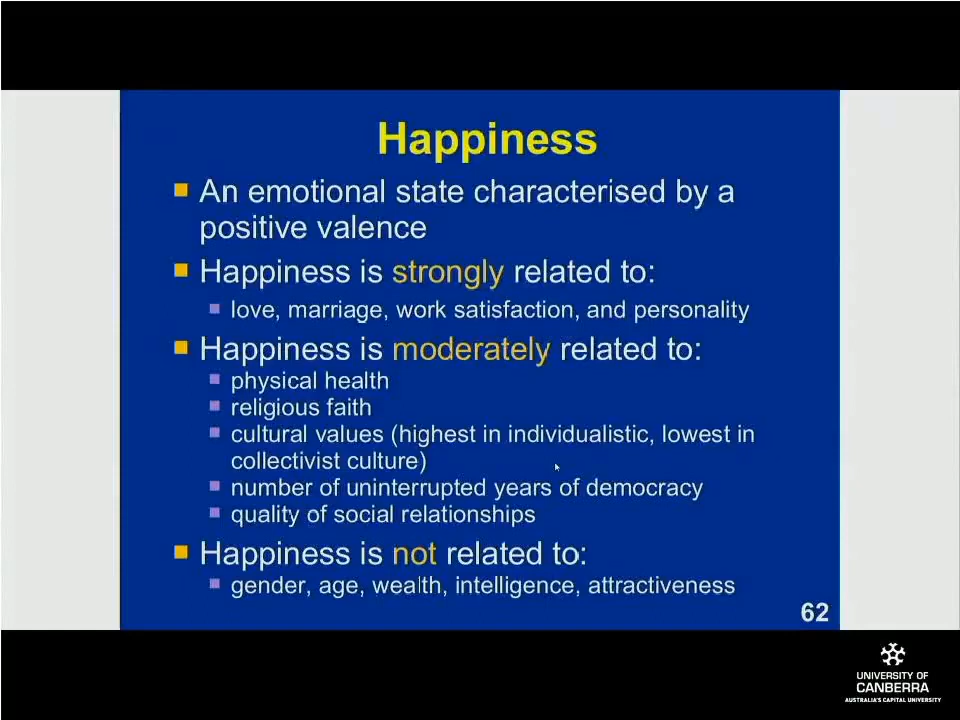 Happiness
An emotional state characterised by a
positive valence
Happiness is strongly related to:
love, marriage, work satisfaction, and personality
Happiness is moderately related to:
physical health
religious faith
cultural values (highest in individualistic, lowest in
collectivist culture)
number of uninterrupted years of democracy
quality of social relationships
Happiness is not related to:
gender, age, wealth, intelligence, attractiveness
62
UNIVERSITY OF
CANBERRA
AUSTRALIA'S CAPITAL UNIVERSITY